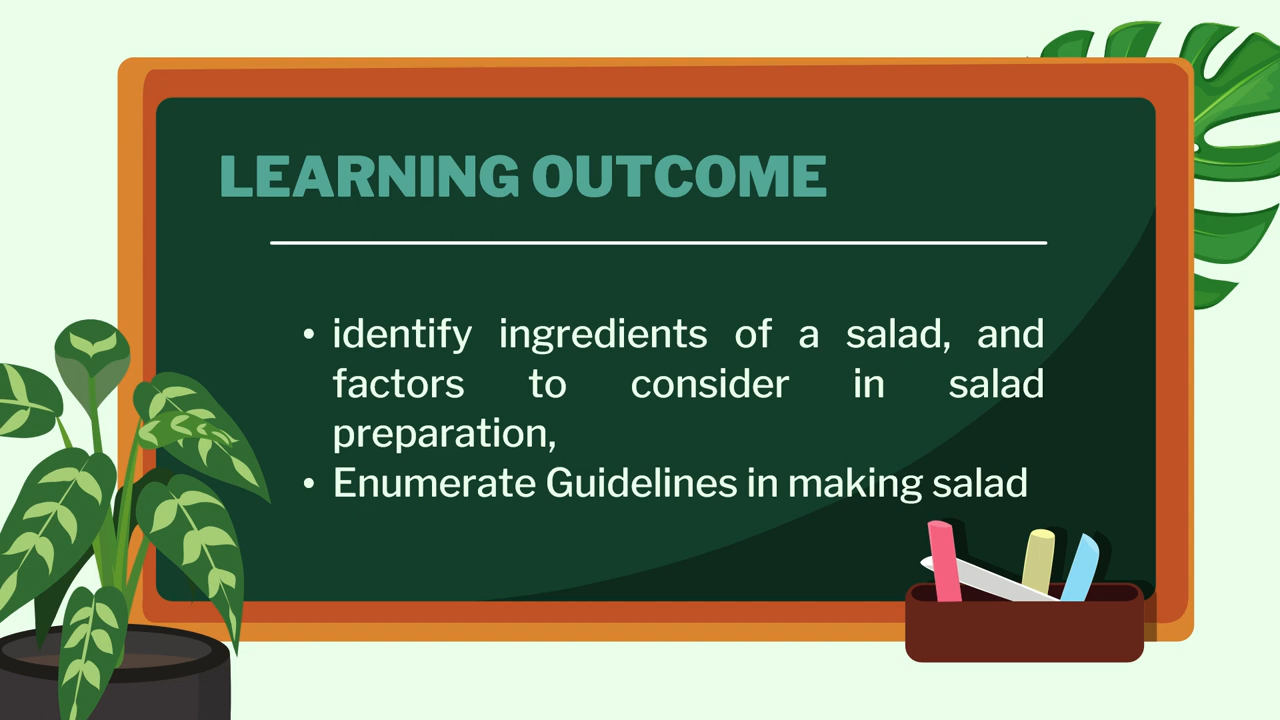 LEARNING OUTCOME
• identify ingredients of a salad, and
factors to consider in salad
preparation,
• Enumerate Guidelines in making salad